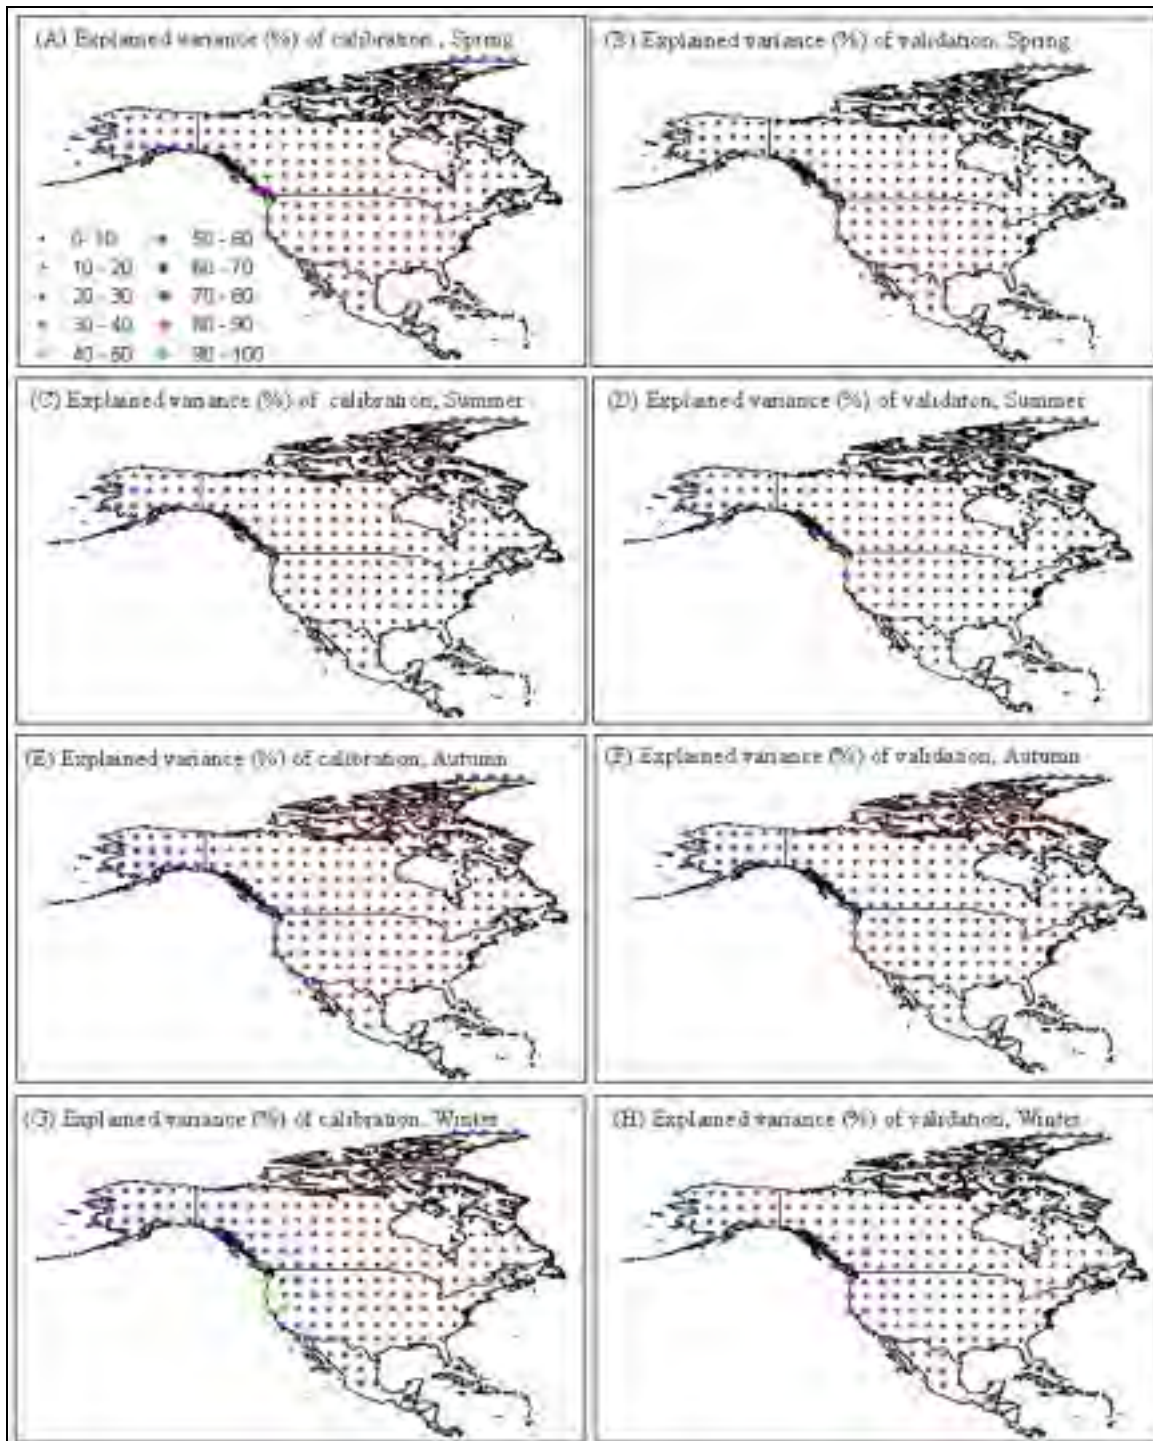 (A) Explained variance (%) of calibration , Spring
(B) Explained variance (%) of validation, Spring
0- 10
50 - 60
10 - 20
60 - 70
20 - 30
70 - 80
30 - 40
80 - 90
40 - 50
90 - 100
(C) Explained variance (%) of calibration, Summer
(D) Explained variance (%) of validaton, Summer
(E) Explained variance (%) of calibration, Autumn
(F) Explained variance (%) of validation, Autumn
(G) Explained variance (%) of calibration, Winter
(H) Explained variance (%) of validation, Winter